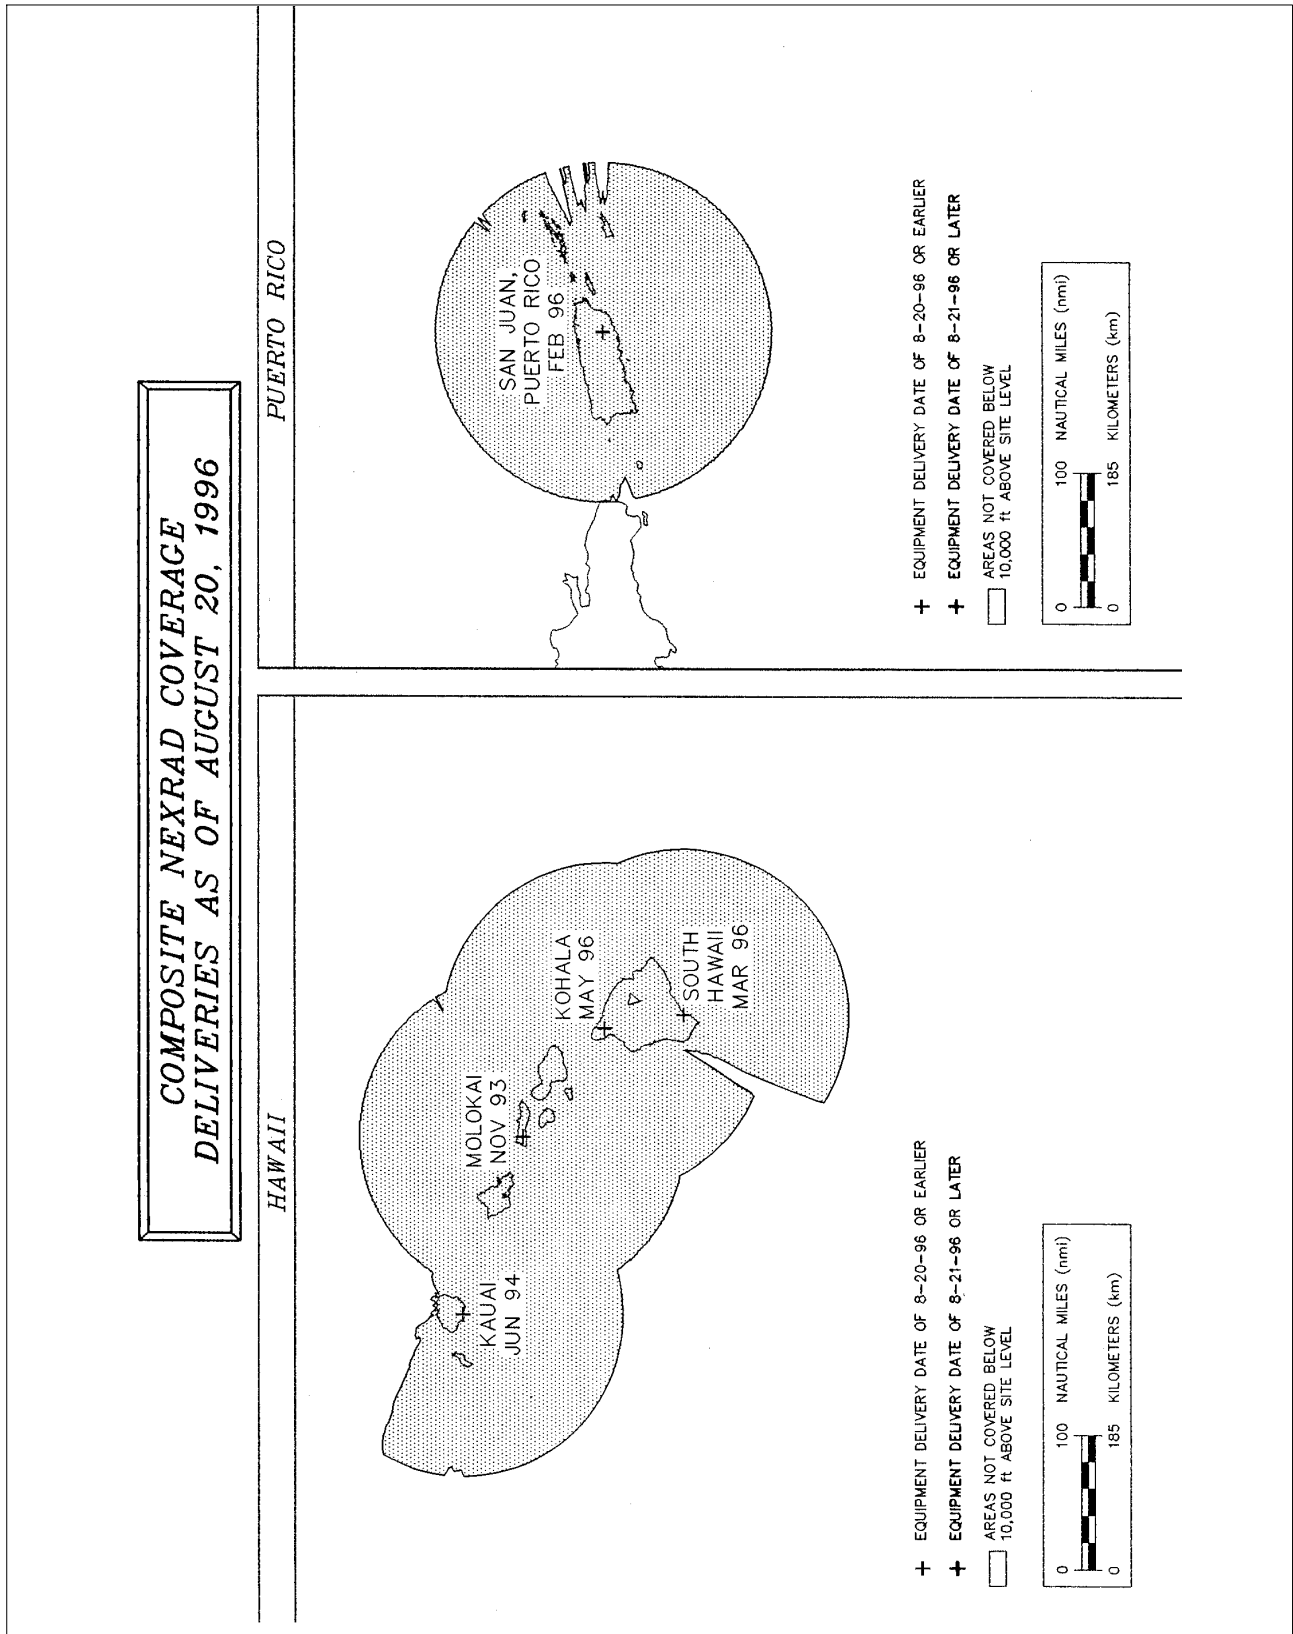 COMPOSITE NEXRAD COVERAGE
DELIVERIES AS OF AUGUST 20, 1996
HAWAII
KAUAI
JUN 94
MOLOKAI
NOV 93
KOHALA
MAY 96
SOUTH
HAWAII
MAR 96
+ EQUIPMENT DELIVERY DATE OF 8-20-96 OR EARLIER
+ EQUIPMENT DELIVERY DATE OF 8-21-96 OR LATER
AREAS NOT COVERED BELOW
10,000 ft ABOVE SITE LEVEL
0 100 NAUTICAL MILES (nmi)
0 185 KILOMETERS (km)
PUERTO RICO
SAN JUAN,
PUERTO RICO
FEB 96
+ EQUIPMENT DELIVERY DATE OF 8-20-96 OR EARLIER
+ EQUIPMENT DELIVERY DATE OF 8-21-96 OR LATER
AREAS NOT COVERED BELOW
10,000 ft ABOVE SITE LEVEL
0 100 NAUTICAL MILES (nmi)
0 185 KILOMETERS (km)